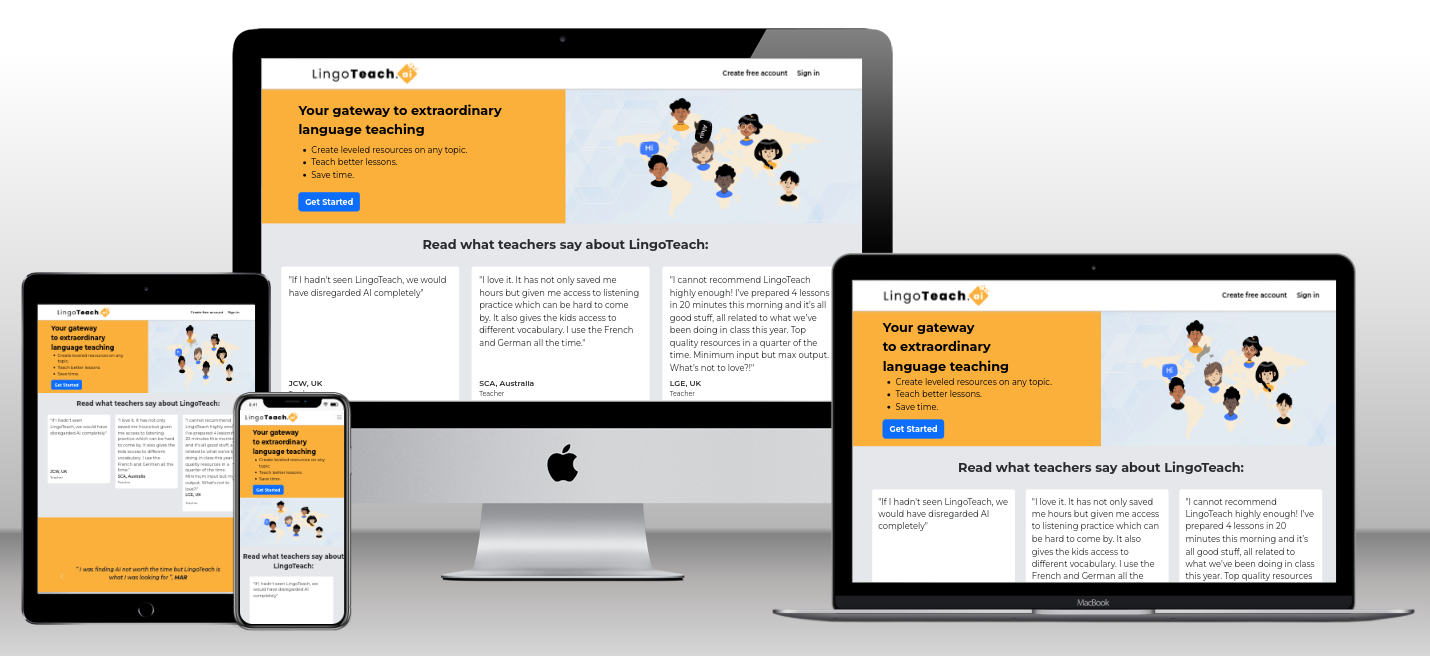 LingoTeach.ai
Create free account Sign in
Your gateway to extraordinary
language teaching
Create leveled resources on any topic.
Teach better lessons.
Save time.
Get Started
Hi
Read what teachers say about LingoTeach:
"If I hadn't seen LingoTeach, we would
have disregarded AI completely"
JCW, UK
"I love it. It has not only saved me
hours but given me access to listening
practice which can be hard to come
by. It also gives the kids access to
different vocabulary. I use the French
and German all the time."
SCA, Australia
Teacher
"I cannot recommend LingoTeach
highly enough! I've prepared 4 lessons
in 20 minutes this morning and it's all
good stuff, all related to what we've
been doing in class this year. Top
quality resources in a quarter of the
time. Minimum input but max output.
What's not to love?!"
LGE, UK
Teacher
LingoTeach.ai
Create free account Sign in
Your gateway
to extraordinary
language teaching
Create leveled resources on any
topic.
Teach better lessons.
Save time.
Get Started
Read what teachers say about LingoTeach:
"If I hadn't seen
LingoTeach, we would have
disregarded AI completely"
JCW, UK
Teacher
"I love it. It has not only
saved me hours but given
me access to listening
practice which can be hard
to come by. It also gives the
kids access to different
vocabulary. I use the
French and German all the
time."
SCA, Australia
Teacher
"I cannot recommend
LingoTeach highly
I've prepared 4 lessons
20 minutes this morning
and it's all good stuff,
related to what we've
doing in class this year
quality resources in a
quarter of the time.
Minimum input but
output. What's not to
love?!"
LGE, UK
Teacher
"I was finding AI not worth the time but LingoTeach is
what I was looking for", HAR
LingoTeach.ai
Your gateway
to extraordinary
language teaching
Create leveled resources on any
topic.
Teach better lessons.
Save time.
Get Started
Read what teachers say about
LingoTeach:
"If I hadn't seen LingoTeach, we
would have disregarded AI
completely"
LingoTeach.ai
Create free account Sign in
Your gateway
to extraordinary
language teaching
Create leveled resources on any topic.
Teach better lessons.
Save time.
Get Started
Hi
Read what teachers say about LingoTeach:
"If I hadn't seen LingoTeach, we
would have disregarded AI
completely"
"I love it. It has not only saved
me hours but given me access
to listening practice which can
be hard to come by. It also
gives the kids access to
different vocabulary. I use the
French and German all the
"I cannot recommend
LingoTeach highly enough! I've
prepared 4 lessons in 20
minutes this morning and it's
all good stuff, all related to
what we've been doing in class
this year. Top quality resources
MacBook